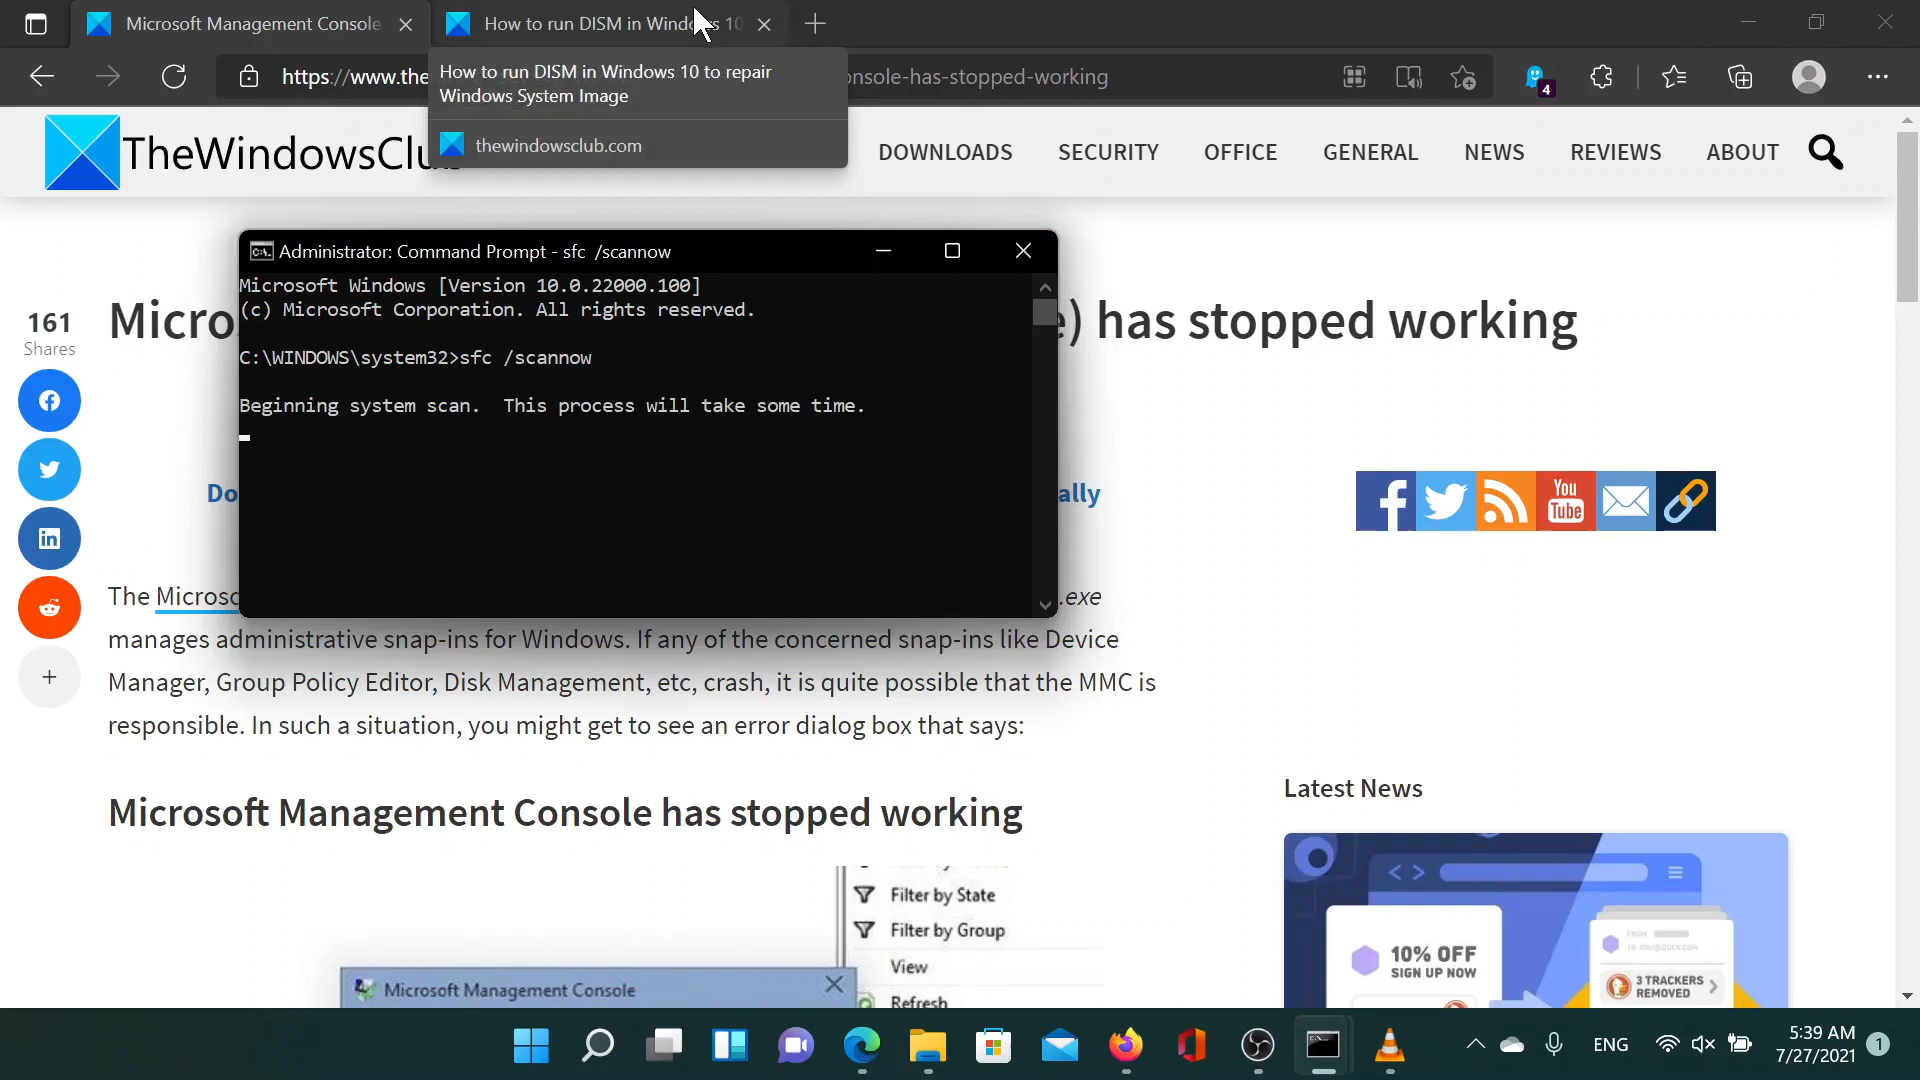 Microsoft Management Console
How to run DISM in Windows 10
https://www.the
onsole-has-stopped-working
4
How to run DISM in Windows 10 to repair
Windows System Image
thewindowsclub.com
TheWindowsClu
DOWNLOADS SECURITY OFFICE GENERAL NEWS REVIEWS ABOUT
Administrator: Command Prompt - sfc /scannow
Microsoft Windows [Version 10.0.22000.100]
(c) Microsoft Corporation. All rights reserved.
C:\WINDOWS\system32>sfc /scannow
Beginning system scan. This process will take some time.
161
Shares
Micro
e) has stopped working
Do
ally
You
Tube
The Microso
.exe
manages administrative snap-ins for Windows. If any of the concerned snap-ins like Device
Manager, Group Policy Editor, Disk Management, etc, crash, it is quite possible that the MMC is
responsible. In such a situation, you might get to see an error dialog box that says:
Microsoft Management Console has stopped working
Filter by State
Filter by Group
View
Refresh
Microsoft Management Console
Latest News
10% OFF
SIGN UP NOW
FROM
3 TRACKERS
REMOVED
ENG
5:39 AM
7/27/2021
1